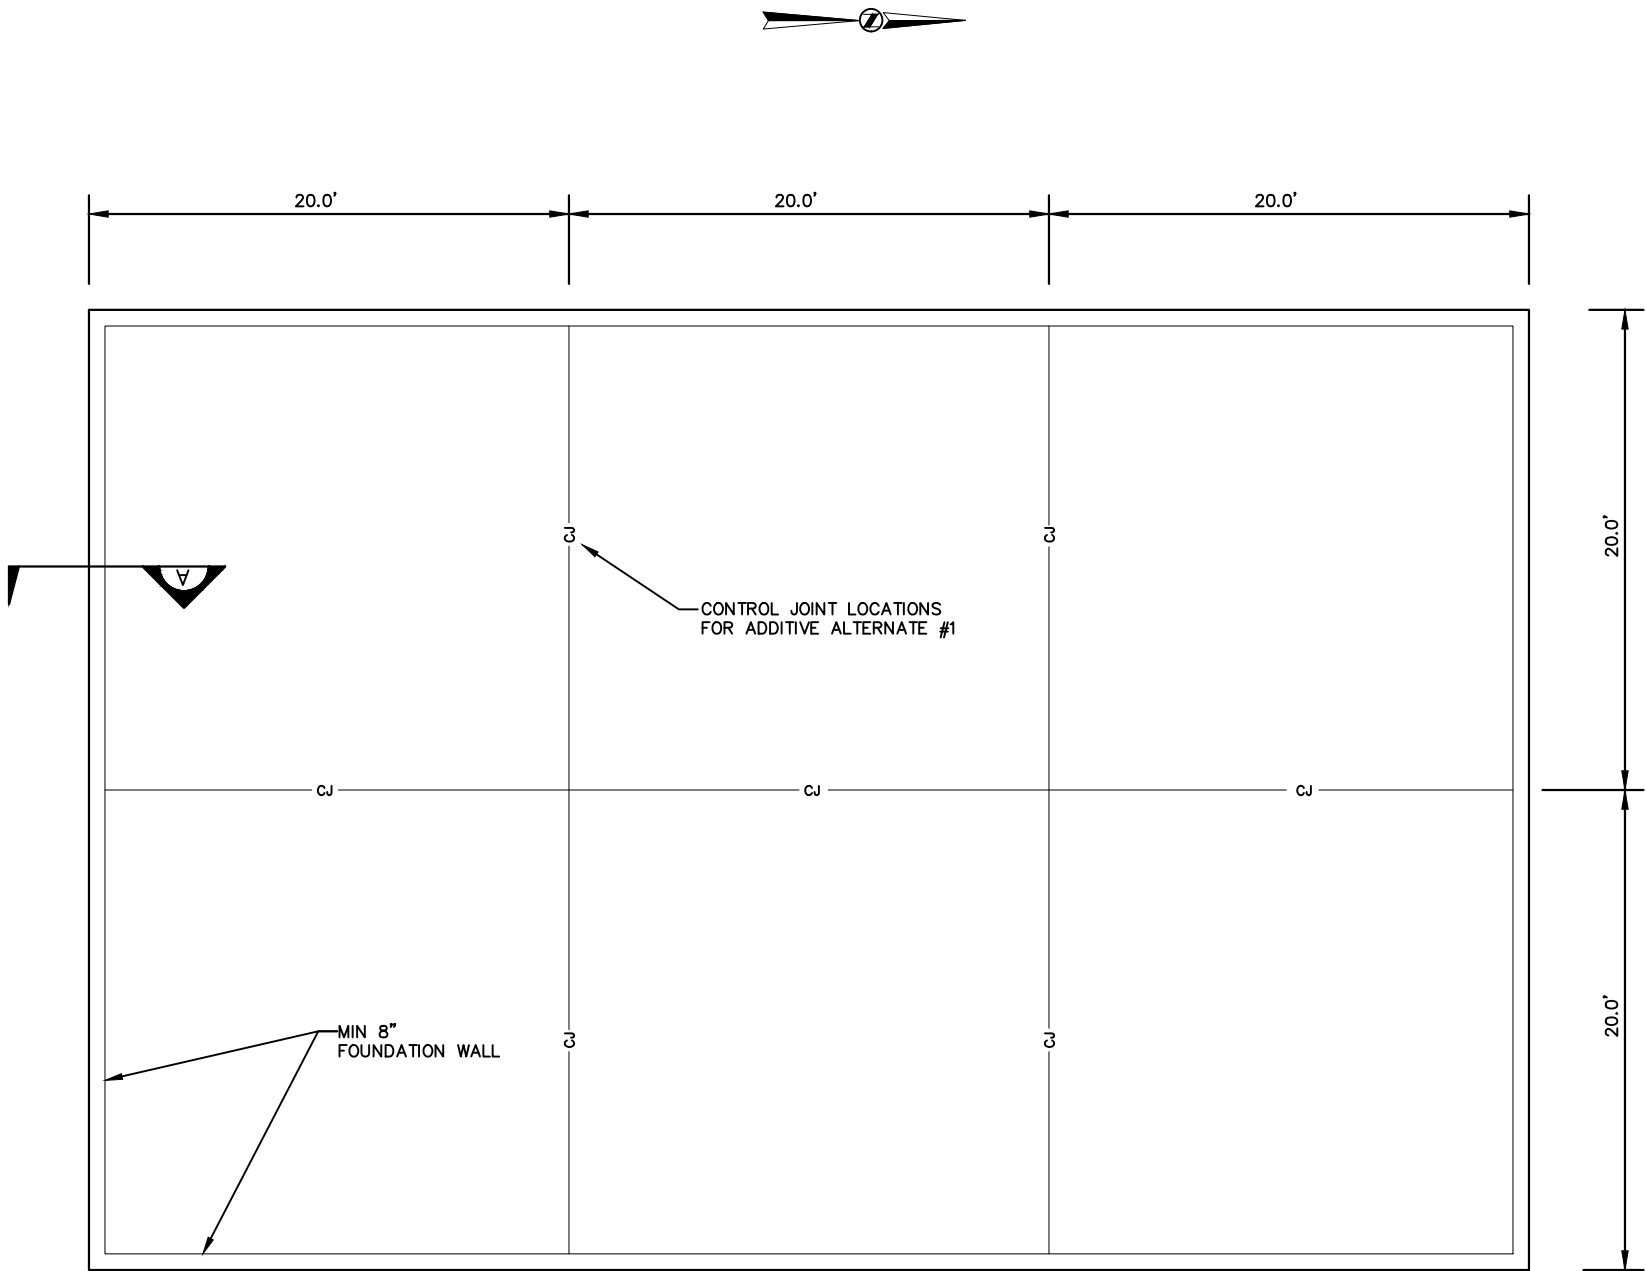 20.0' 20.0' 20.0'
20.0'
CJ CJ
A
CONTROL JOINT LOCATIONS
FOR ADDITIVE ALTERNATE #1
CJ CJ CJ
20.0'
MIN 8"
FOUNDATION WALL
CJ CJ